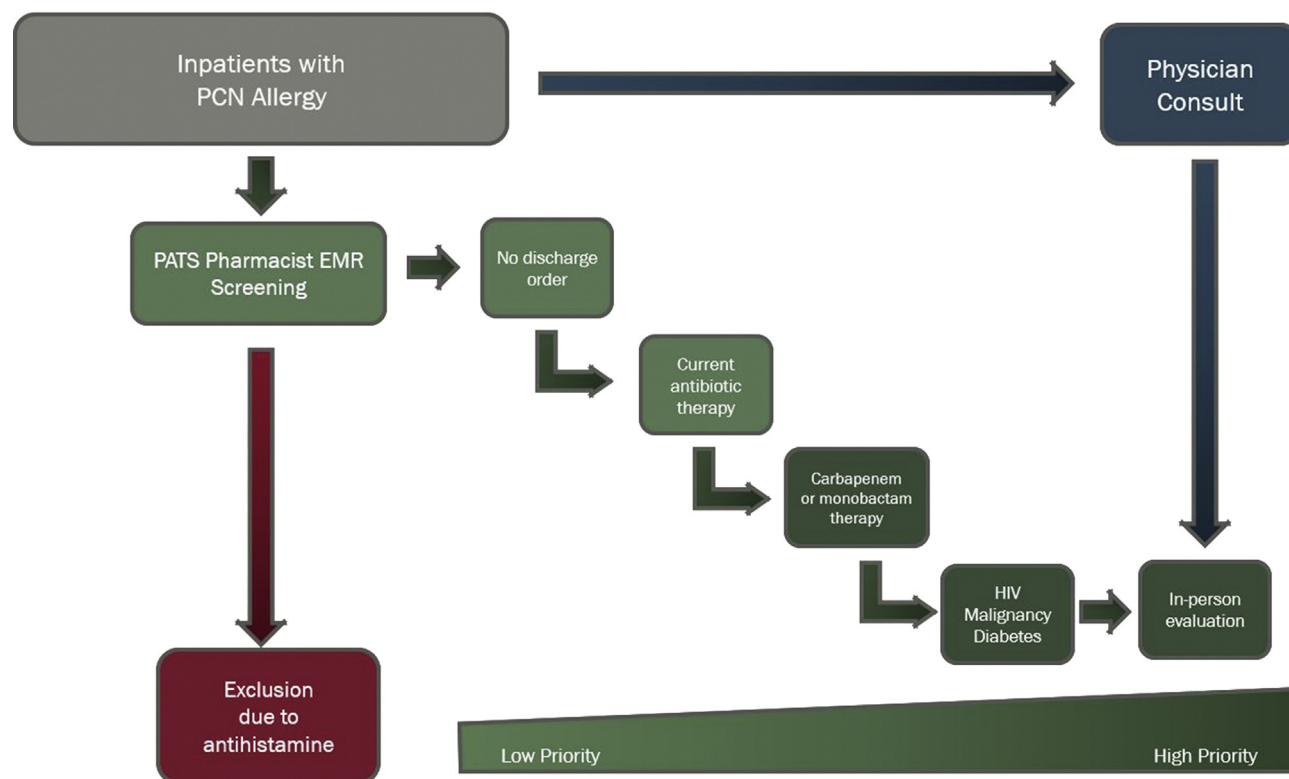 Inpatients with
PCN Allergy
Physician
Consult
PATS Pharmacist EMR
Screening
No discharge
order
Current
antibiotic
therapy
Carbapenem
or monobactam
therapy
HIV
Malignancy
Diabetes
In-person
evaluation
Exclusion
due to
antihistamine
Low Priority
High Priority